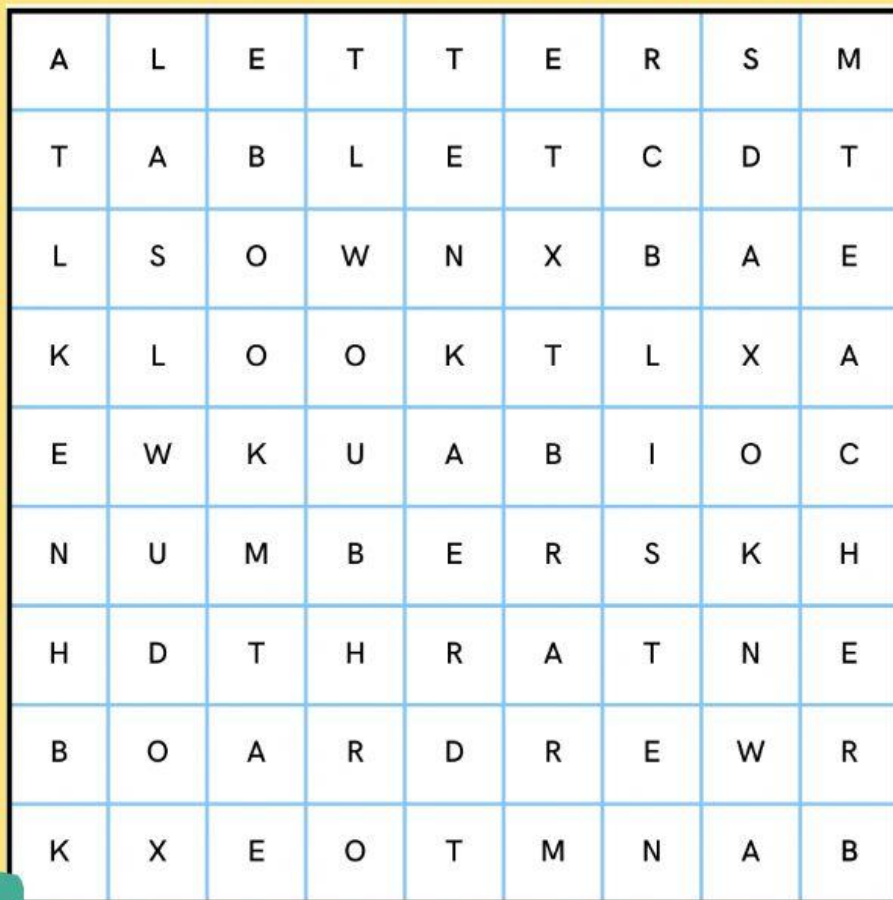 A L E T T E R S M
T A B L E T C D T
L S O W N X B A E
K L O O K T L X A
E W K U A B I O C
N U M B E R S K H
H D T H R A T N E
B O A R D R E W R
K X E O T M N A B